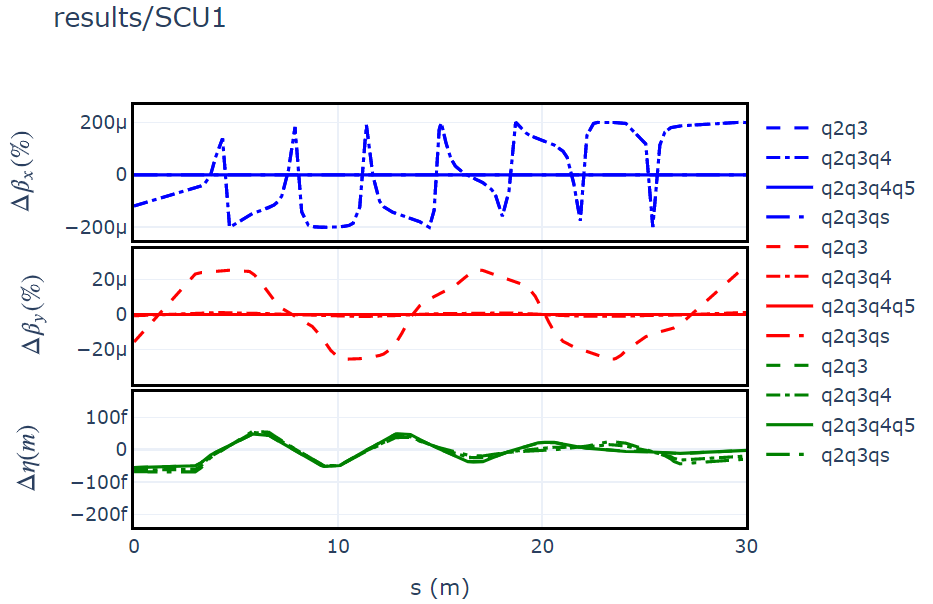 results/SCU1
Δβx(%)
200μ
0
−200μ
Δβy(%)
20μ
0
−20μ
Δη(m)
100f
0
−100f
−200f
0
10
20
30
s (m)
q2q3
q2q3q4
q2q3q4q5
q2q3qs
q2q3
q2q3q4
q2q3q4q5
q2q3qs
q2q3
q2q3q4
q2q3q4q5
q2q3qs